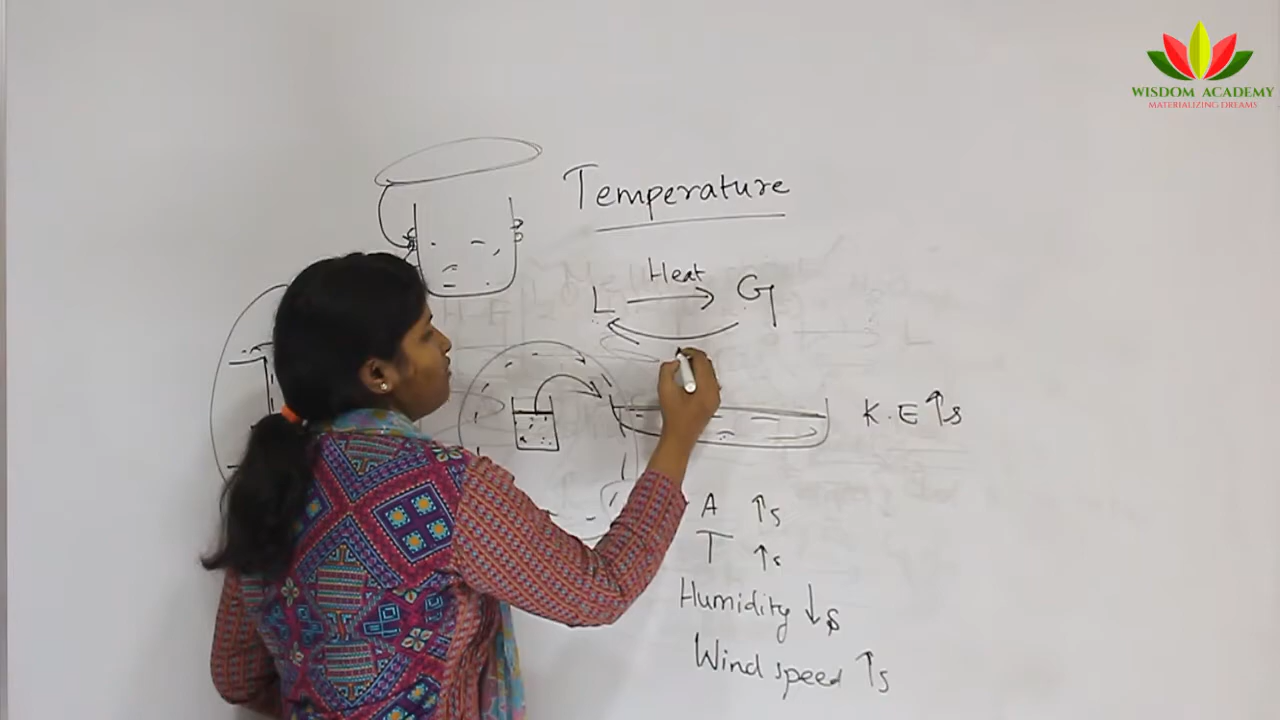 WISDOM ACADEMY
MATERIALIZING DREAMS
Temperature
Heat
L → G
K.E ↑s
A ↑s
T ↑s
Humidity ↓s
Wind speed ↑s